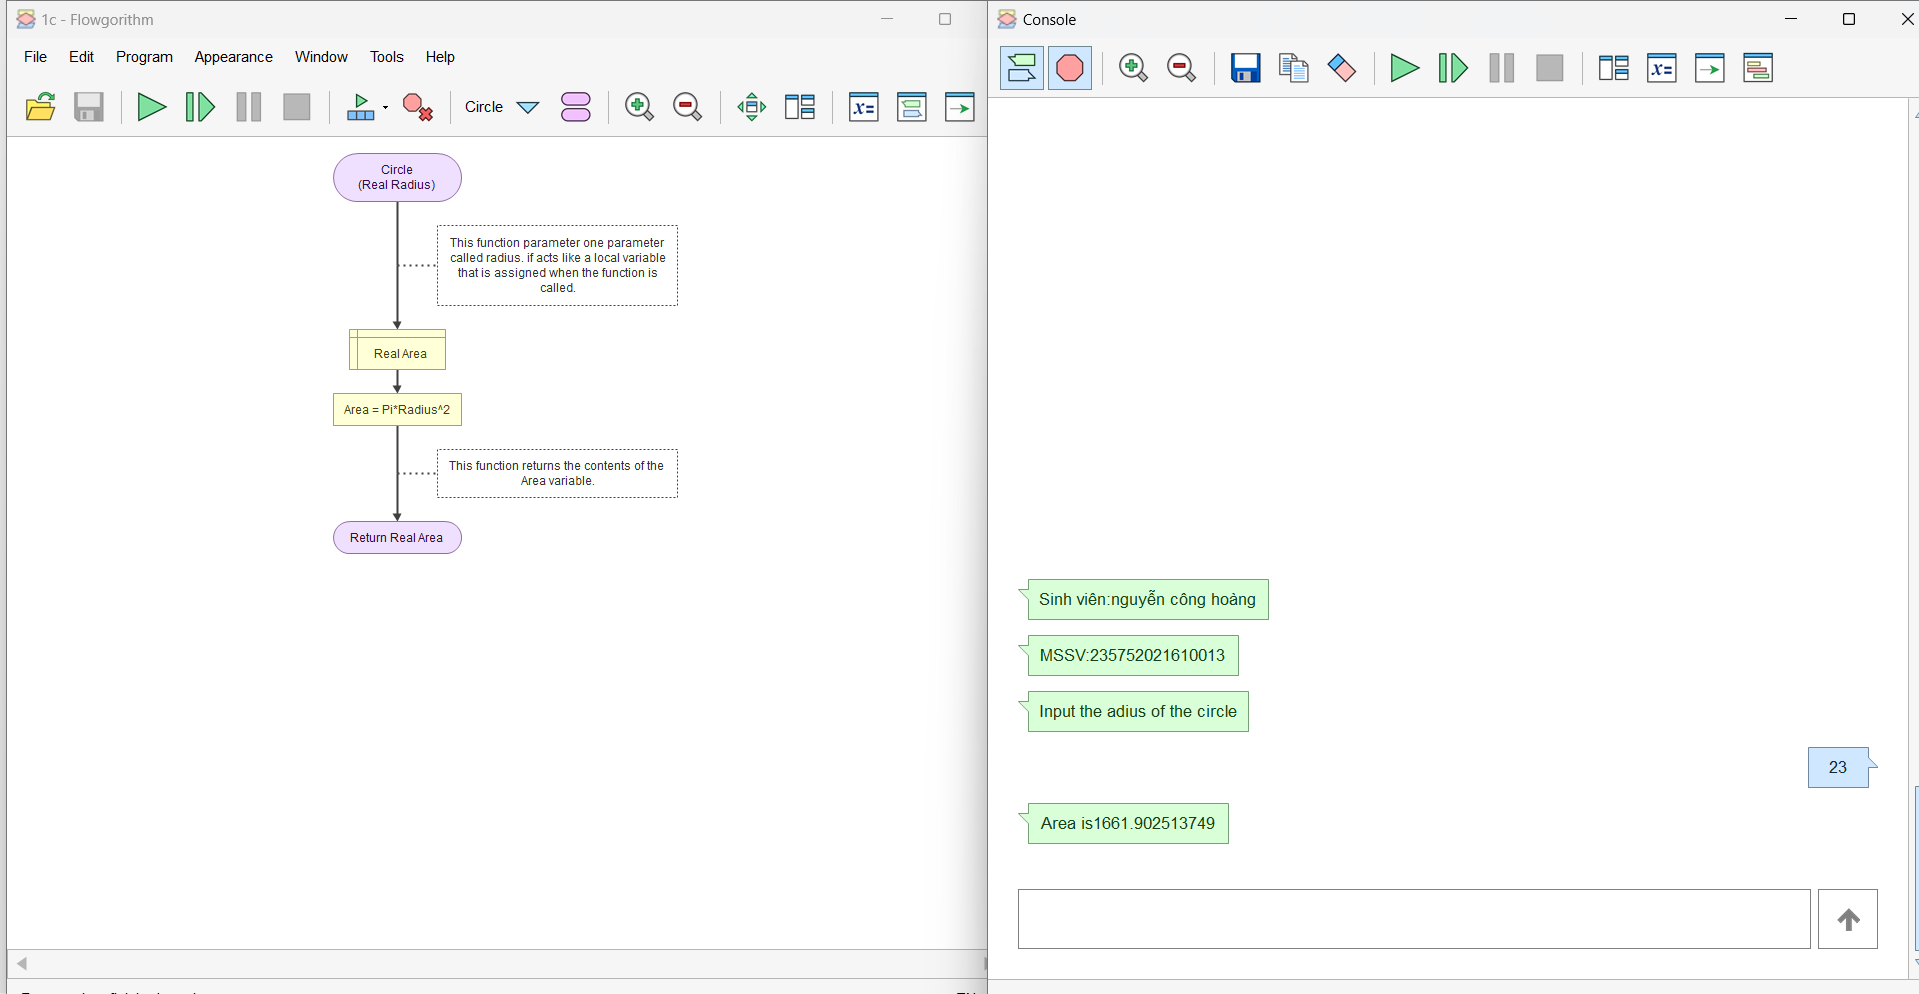 1c - Flowgorithm
File Edit Program Appearance Window Tools Help
Circle
Circle
(Real Radius)
This function parameter one parameter
called radius. if acts like a local variable
that is assigned when the function is
called.
Real Area
Area = Pi*Radius^2
This function returns the contents of the
Area variable.
Return Real Area
Console
Sinh viên:nguyễn công hoàng
MSSV:235752021610013
Input the adius of the circle
23
Area is1661.902513749